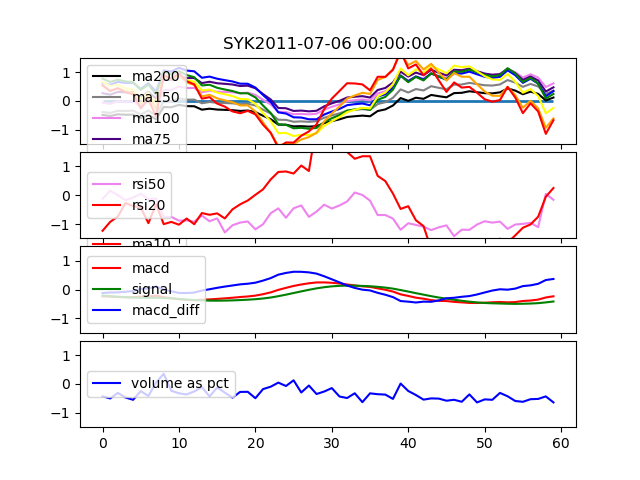 SYK2011-07-06 00:00:00
1
0
−1
ma200
ma150
ma100
ma75
1
0
−1
rsi50
rsi20
ma10
1
0
−1
macd
signal
macd_diff
1
0
−1
volume as pct
0 10 20 30 40 50 60